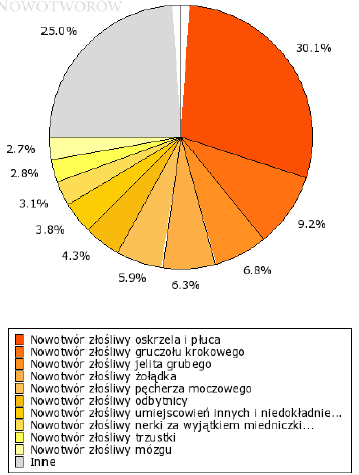 NOWOTWORÓW
25.0%
30.1%
2.7%
2.8%
3.1%
3.8%
4.3%
5.9%
6.3%
6.8%
9.2%
Nowotwór złośliwy oskrzela i płuca
Nowotwór złośliwy gruczołu krokowego
Nowotwór złośliwy jelita grubego
Nowotwór złośliwy żołądka
Nowotwór złośliwy pęcherza moczowego
Nowotwór złośliwy odbytnicy
Nowotwór złośliwy umiejscowień innych i niedokładnie...
Nowotwór złośliwy nerki za wyjątkiem miedniczki...
Nowotwór złośliwy trzustki
Nowotwór złośliwy mózgu
Inne